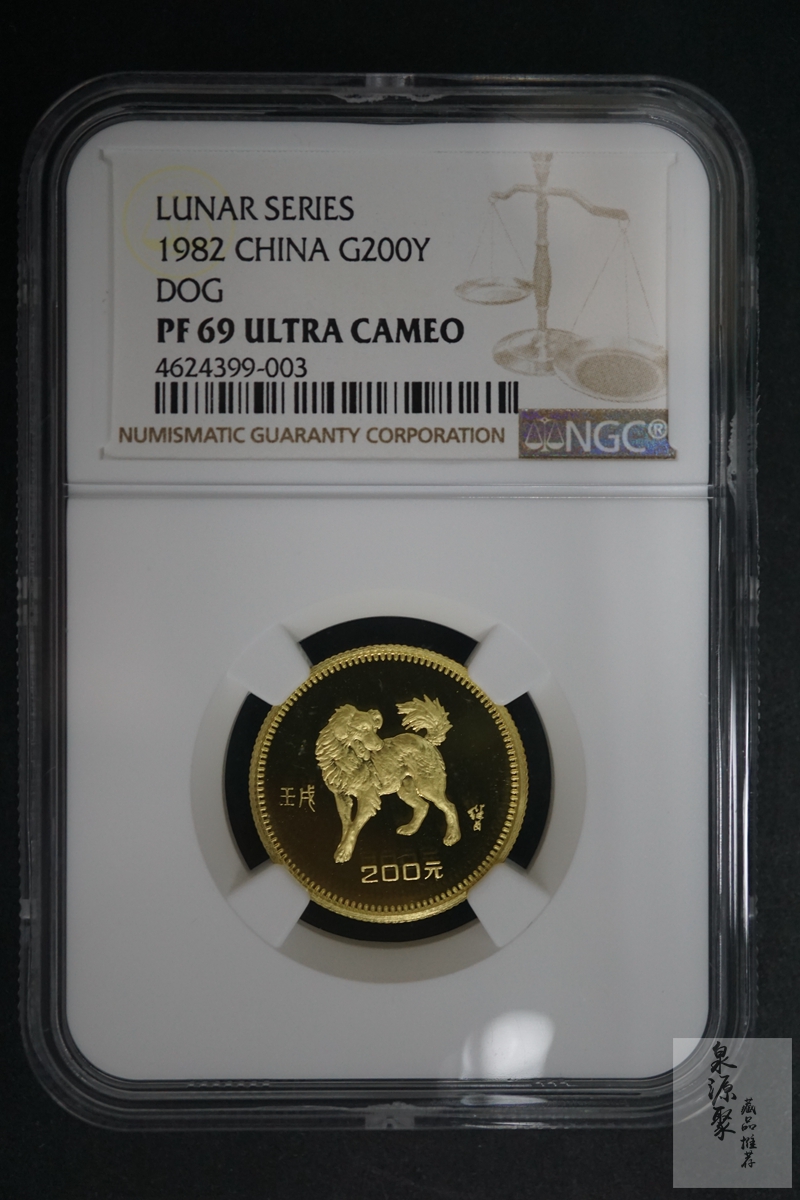 LUNAR SERIES
1982 CHINA G200Y
DOG
PF 69 ULTRA CAMEO
4624399-003
NUMISMATIC GUARANTY CORPORATION
NGC®
壬戌
200元
泉源聚
藏品推荐